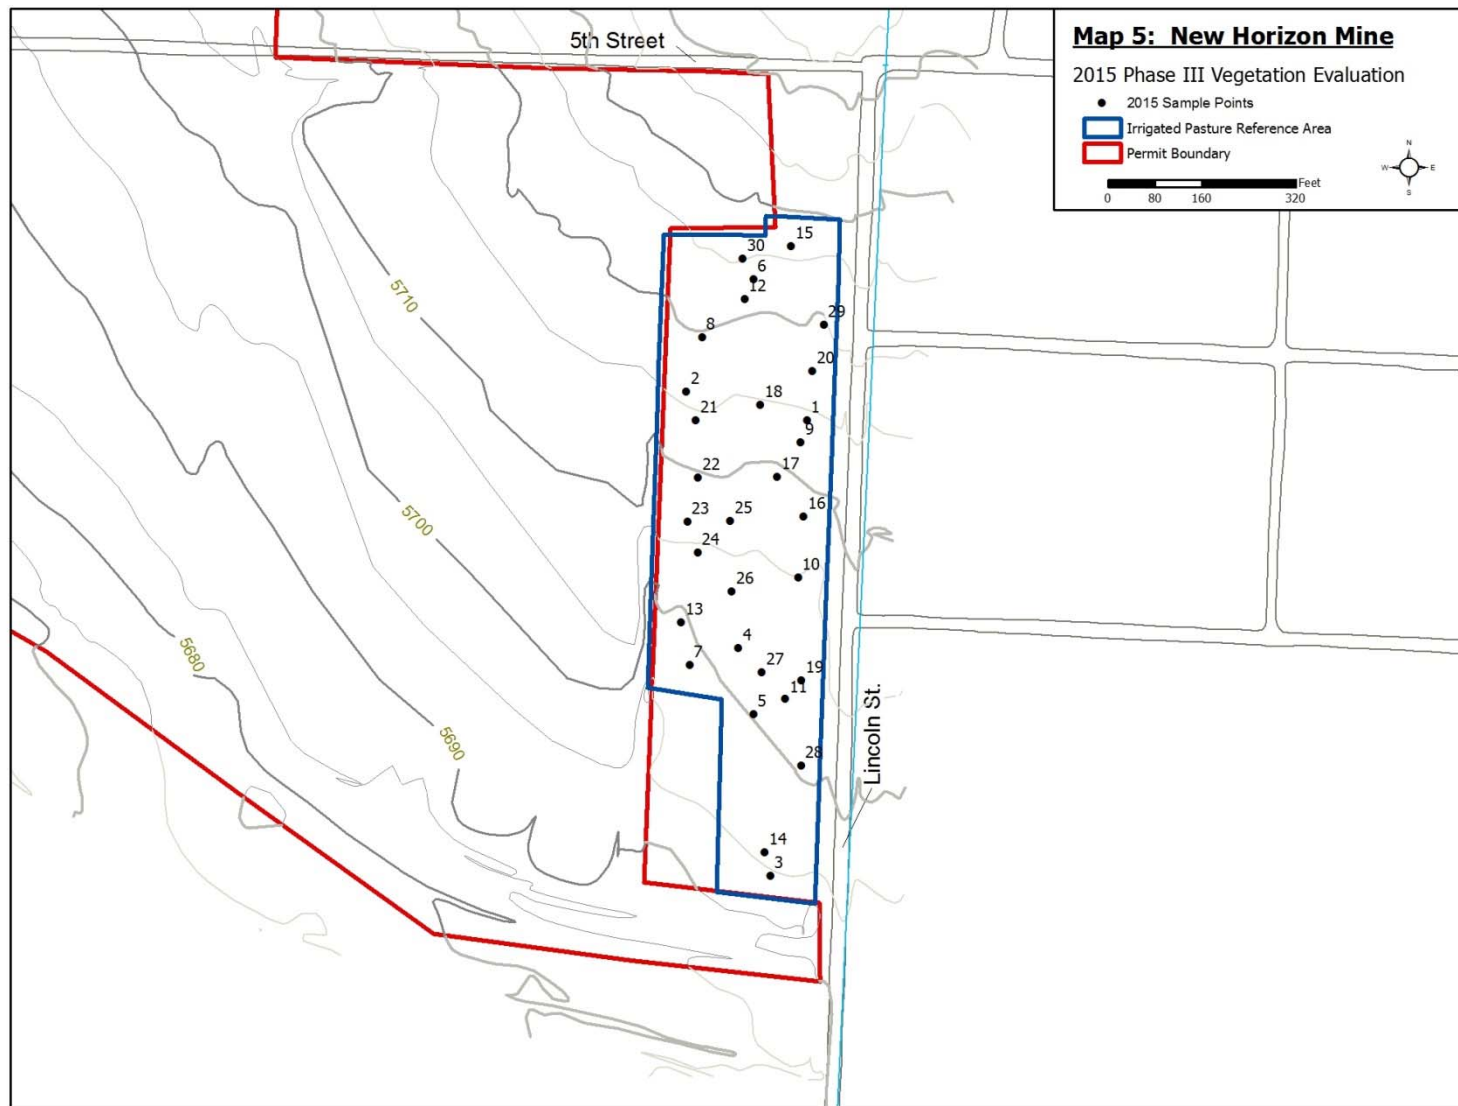 5th Street
Map 5: New Horizon Mine
2015 Phase III Vegetation Evaluation
2015 Sample Points
Irrigated Pasture Reference Area
Permit Boundary
N
W E
S
Feet
0 80 160 320
15
30
6
12
29
8
5710
20
2
18
1
21
9
22
17
23
25
16
5700
24
10
26
13
4
7
27
19
5680
11
5
5690
28
Lincoln St.
14
3